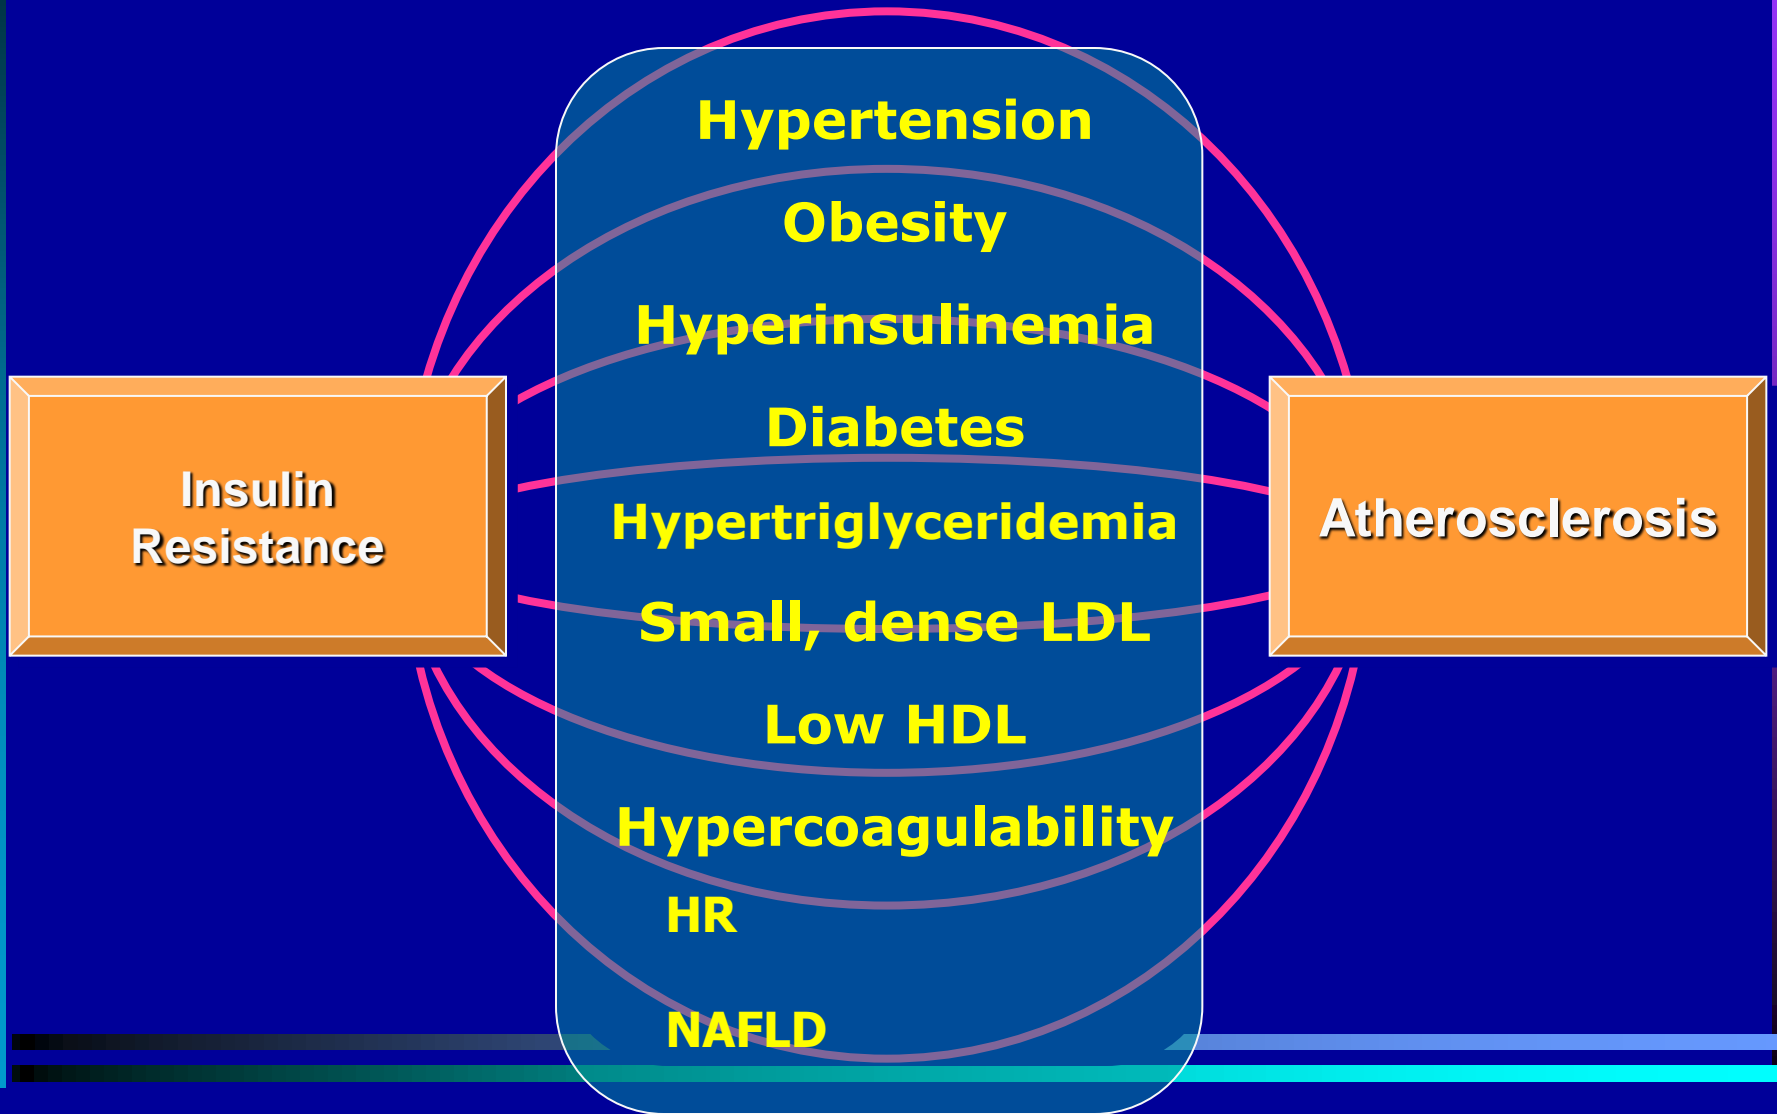 Hypertension
Obesity
Hyperinsulinemia
Diabetes
Insulin
Resistance
Hypertriglyceridemia
Atherosclerosis
Small, dense LDL
Low HDL
Hypercoagulability
HR
NAFLD